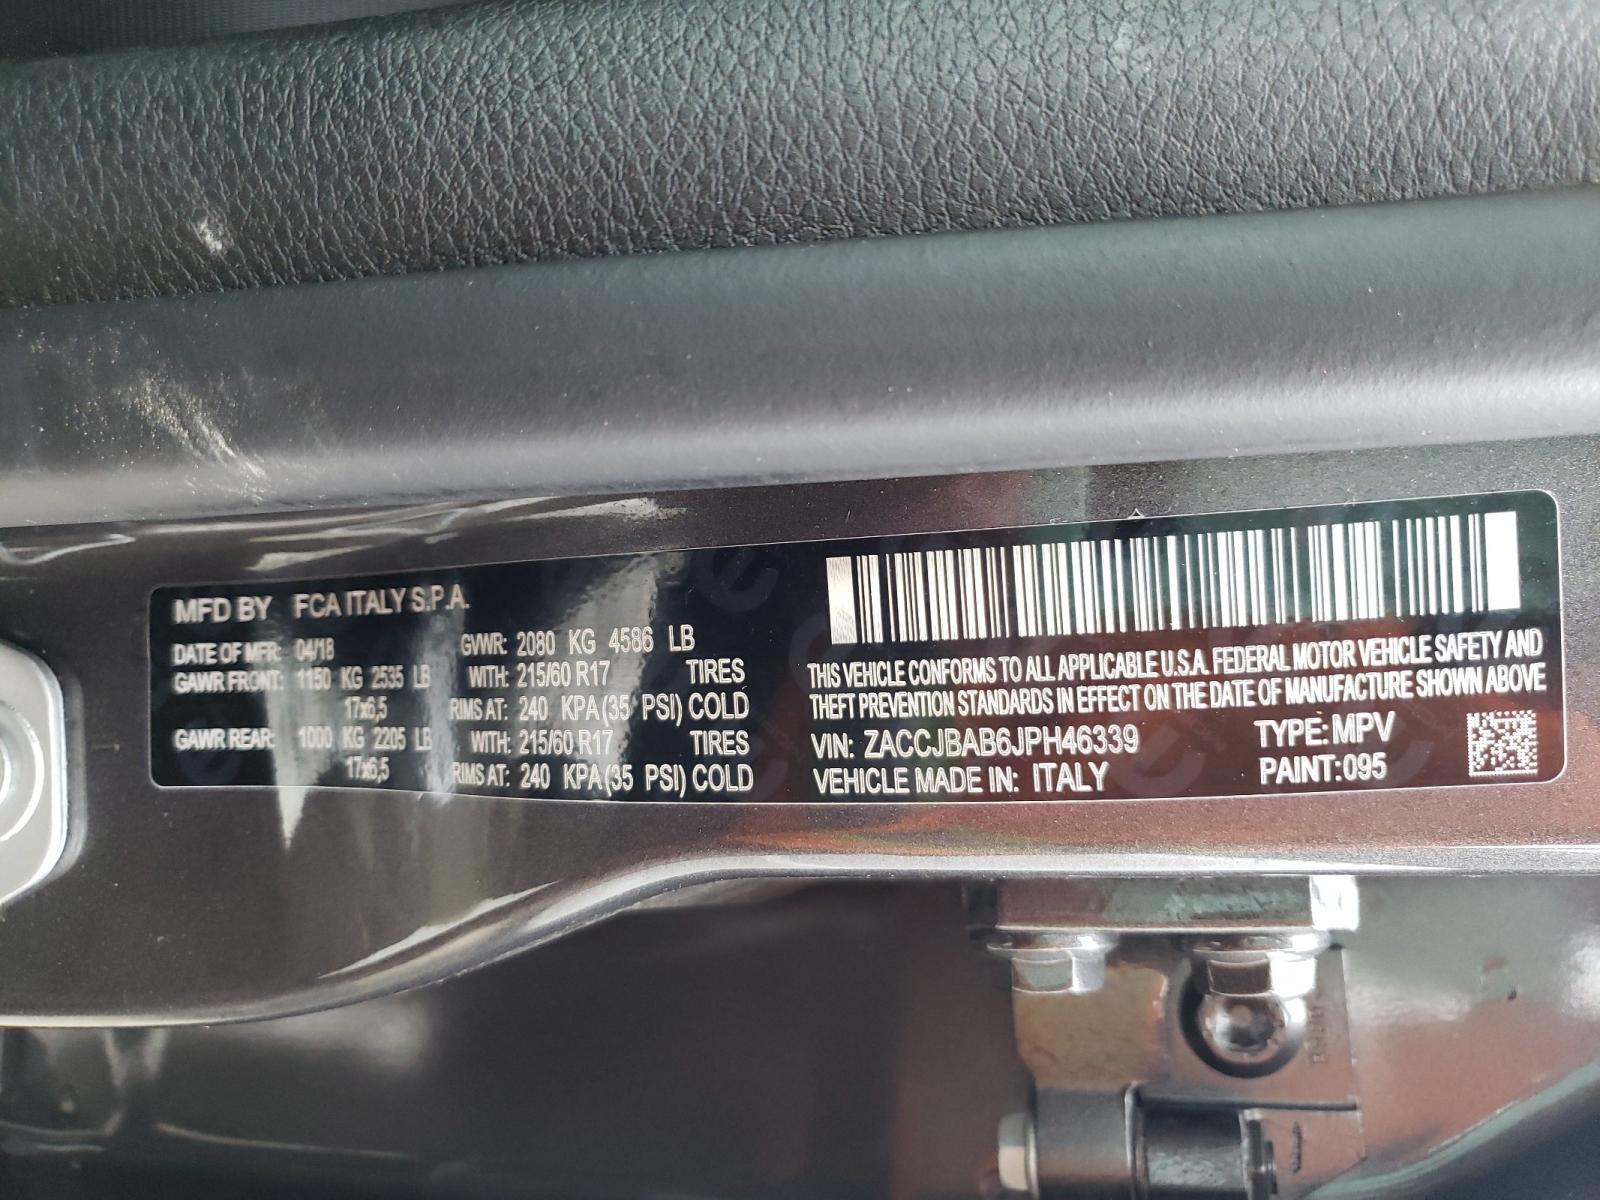 MFD BY FCA ITALY S.P.A.
DATE OF MFR: 04/18 GVWR: 2080 KG 4586 LB
GAWR FRONT: 1150 KG 2535 LB WITH: 215/60 R17 TIRES
17x6,5 RIMS AT: 240 KPA (35 PSI) COLD
GAWR REAR: 1000 KG 2205 LB WITH: 215/60 R17 TIRES
17x6,5 RIMS AT: 240 KPA (35 PSI) COLD
THIS VEHICLE CONFORMS TO ALL APPLICABLE U.S.A. FEDERAL MOTOR VEHICLE SAFETY AND
THEFT PREVENTION STANDARDS IN EFFECT ON THE DATE OF MANUFACTURE SHOWN ABOVE
VIN: ZACCJBAB6JPH46339 TYPE: MPV
VEHICLE MADE IN: ITALY PAINT: 095